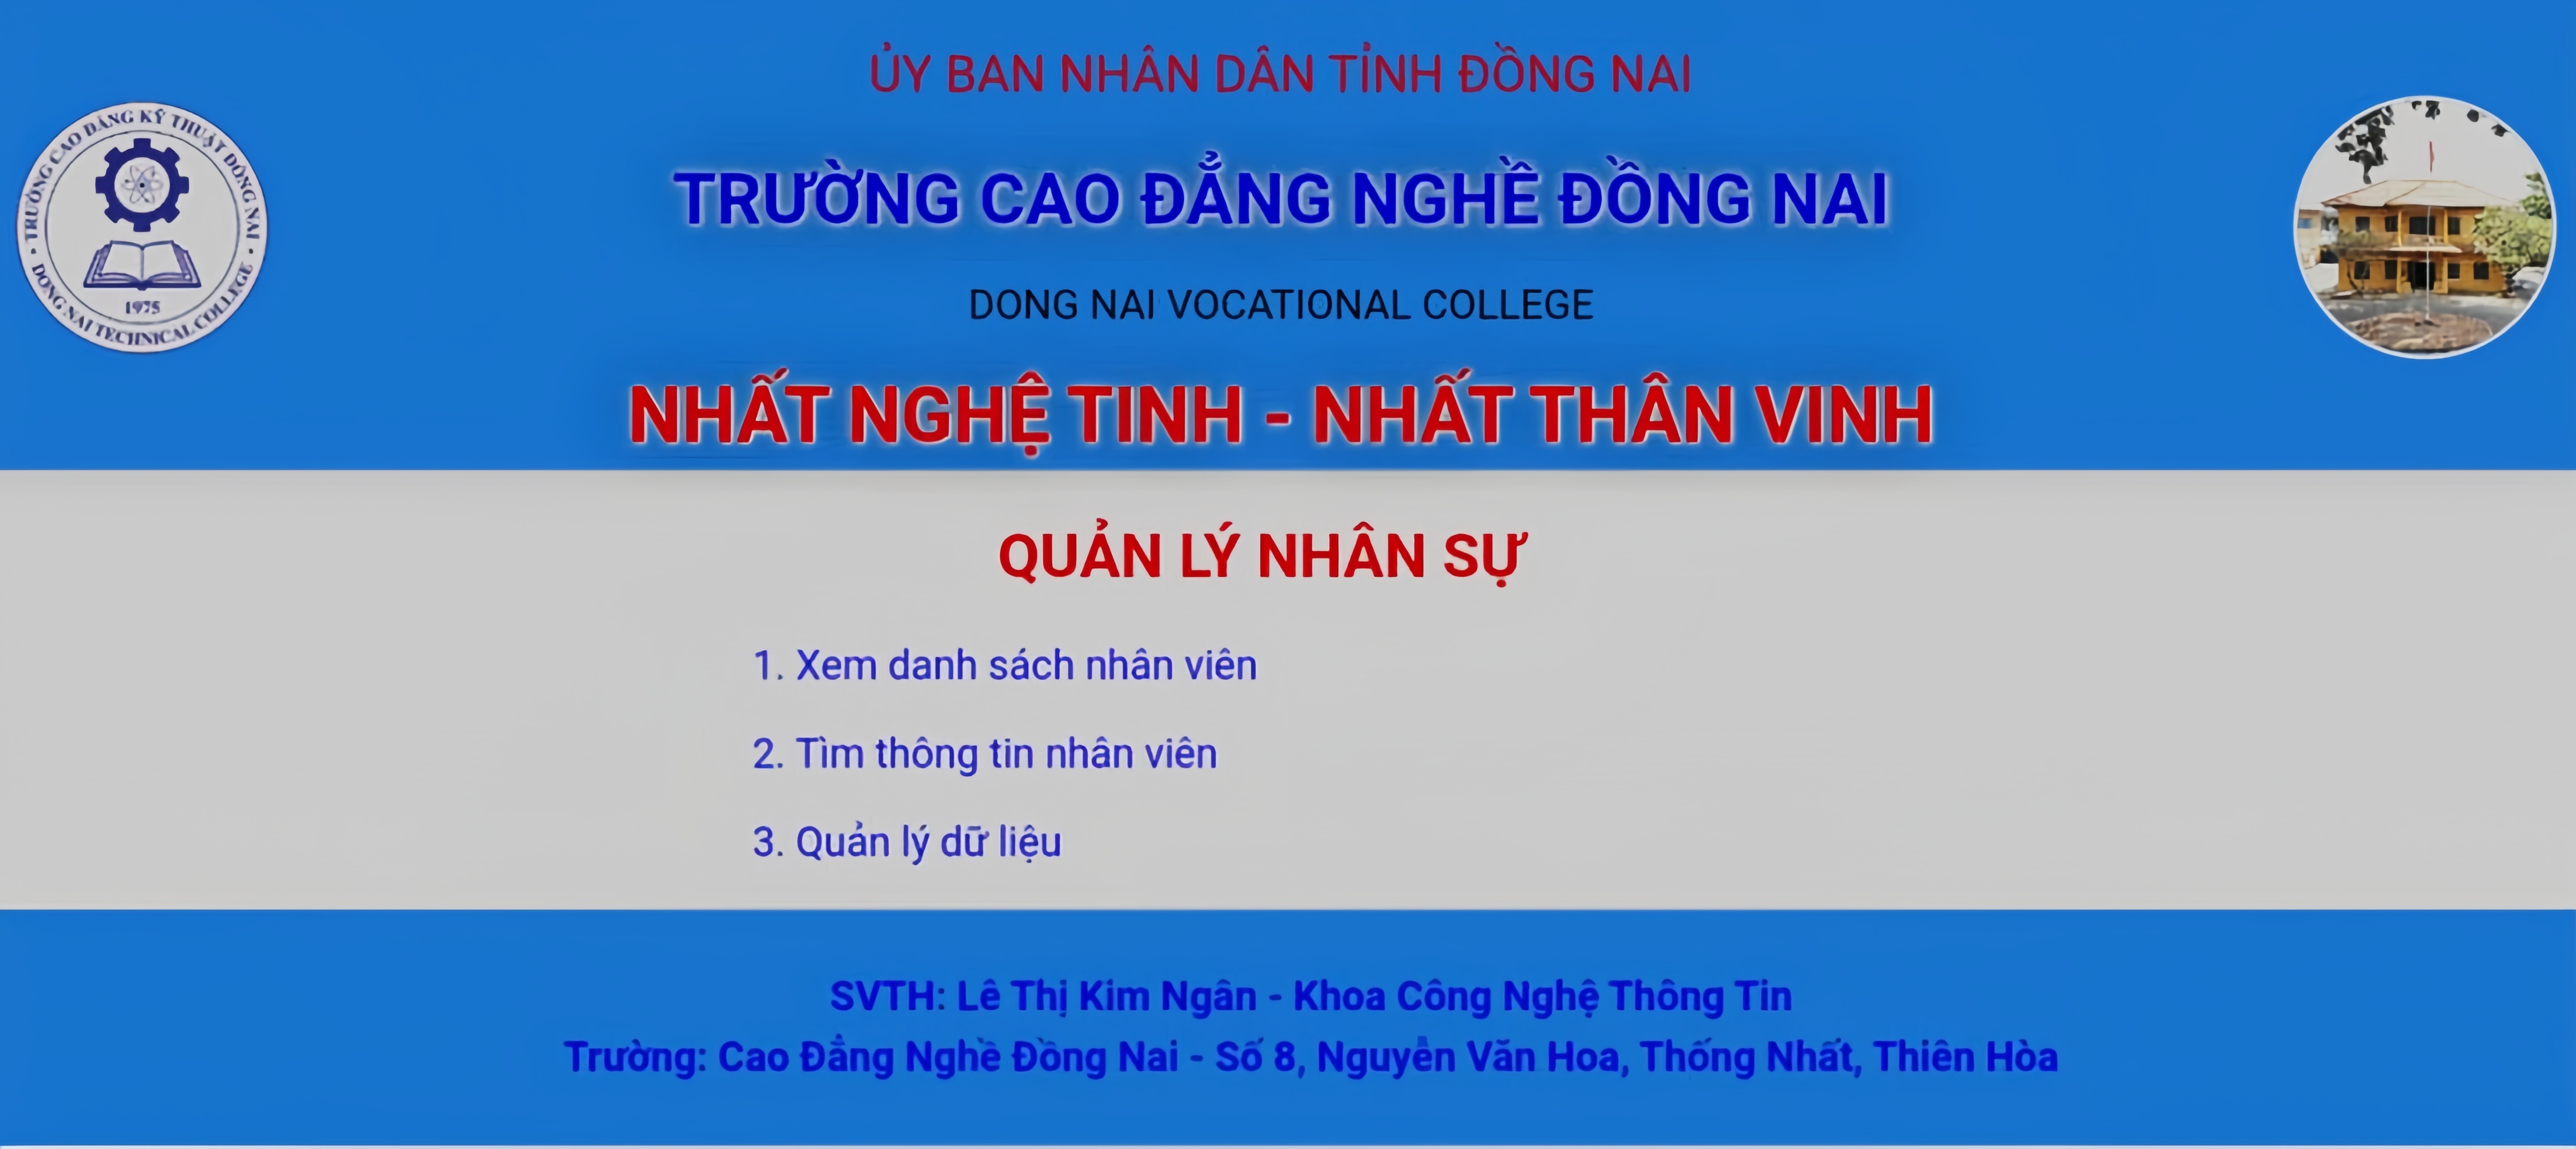 ỦY BAN NHÂN DÂN TỈNH ĐỒNG NAI
TRƯỜNG CAO ĐẲNG KỸ THUẬT ĐỒNG NAI
1975
DONG NAI TECHNICAL COLLEGE
TRƯỜNG CAO ĐẲNG NGHỀ ĐỒNG NAI
DONG NAI VOCATIONAL COLLEGE
NHẤT NGHỆ TINH - NHẤT THÂN VINH
QUẢN LÝ NHÂN SỰ
1. Xem danh sách nhân viên
2. Tìm thông tin nhân viên
3. Quản lý dữ liệu
SVTH: Lê Thị Kim Ngân - Khoa Công Nghệ Thông Tin
Trường: Cao Đẳng Nghề Đồng Nai - Số 8, Nguyễn Văn Hoa, Thống Nhất, Thiên Hòa